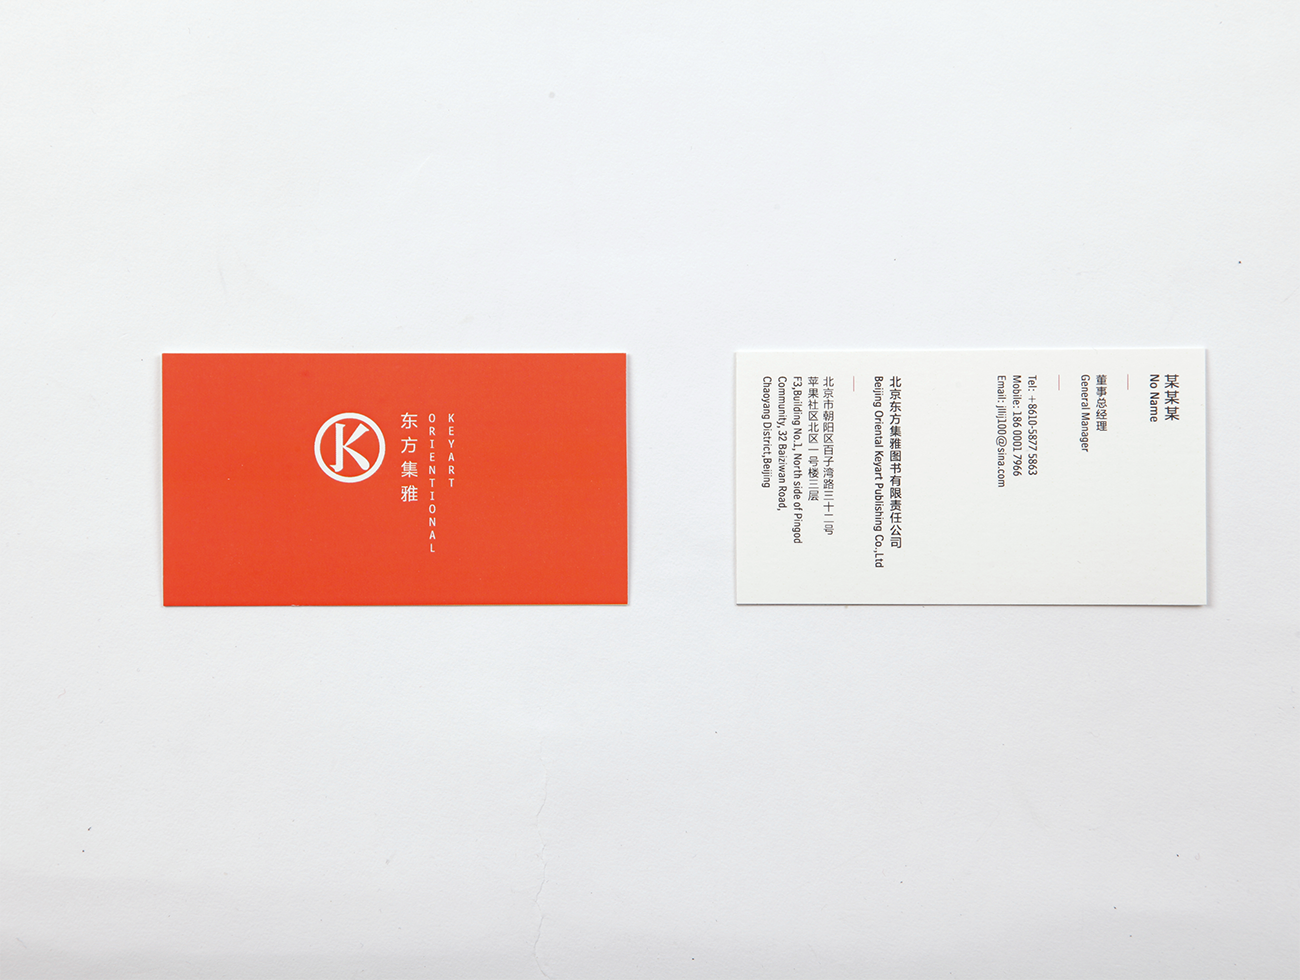 K
东方集雅
ORIENTIONAL
KEYART
某某某
No Name
董事总经理
General Manager
Tel: +8610-5877 5863
Mobile: 186 0001 7966
Email: jllij100@sina.com
北京东方集雅图书有限责任公司
Beijing Oriental Keyart Publishing Co.,Ltd
北京市朝阳区百子湾路三十二号
苹果社区北区一号楼三层
F3,Building No.1, North side of Pingod
Community, 32 Baiziwan Road,
Chaoyang District,Beijing